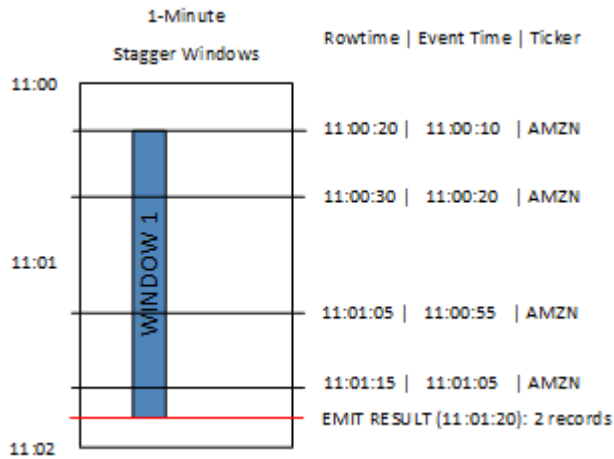 1-Minute
Stagger Windows
Rowtime | Event Time | Ticker
11:00
11:00:20 | 11:00:10 | AMZN
11:00:30 | 11:00:20 | AMZN
WINDOW 1
11:01
11:01:05 | 11:00:55 | AMZN
11:01:15 | 11:01:05 | AMZN
EMIT RESULT (11:01:20): 2 records
11:02